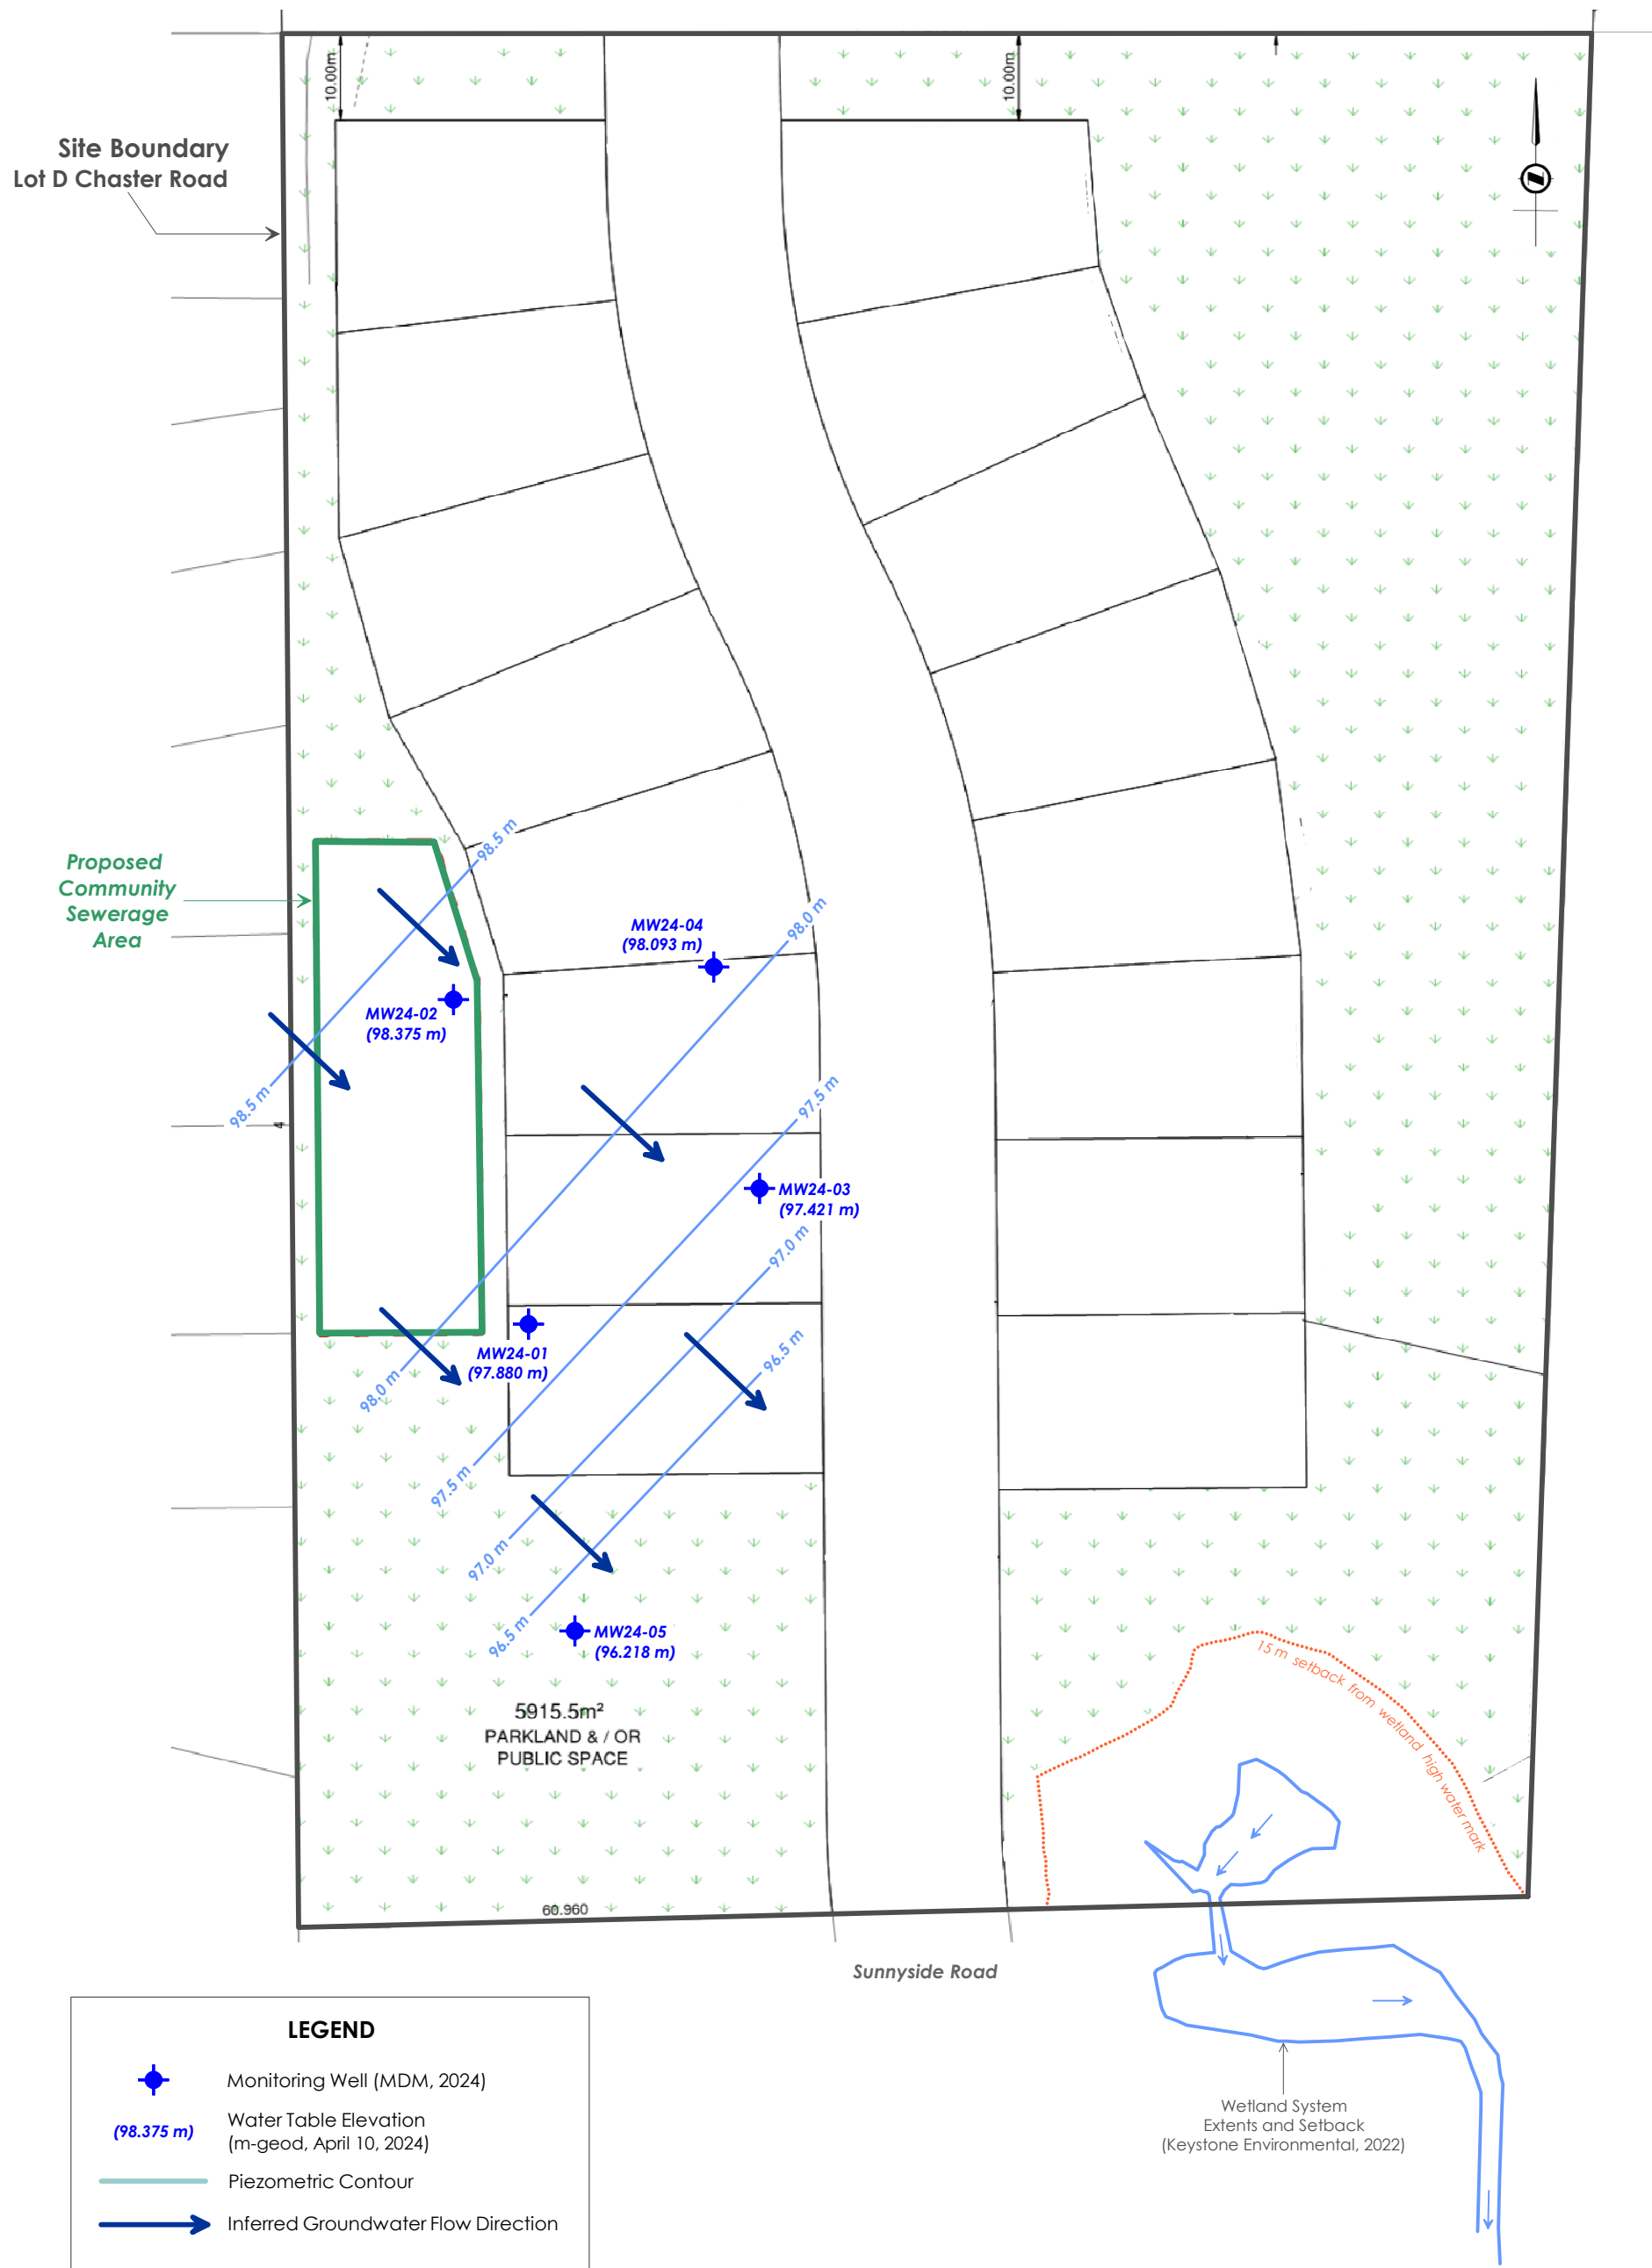 10.00m
10.00m
Site Boundary
Lot D Chaster Road
N
98.5 m
Proposed
Community
Sewerage
Area
98.0 m
MW24-04
(98.093 m)
MW24-02
(98.375 m)
98.5 m
4
97.5 m
MW24-03
(97.421 m)
97.0 m
MW24-01
(97.880 m)
96.5 m
98.0 m
97.5 m
97.0 m
96.5 m
MW24-05
(96.218 m)
15 m setback from wetland high water mark
5915.5m²
PARKLAND & / OR
PUBLIC SPACE
60.960
Sunnyside Road
Wetland System
Extents and Setback
(Keystone Environmental, 2022)
LEGEND
Monitoring Well (MDM, 2024)
(98.375 m)
Water Table Elevation
(m-geod, April 10, 2024)
Piezometric Contour
Inferred Groundwater Flow Direction